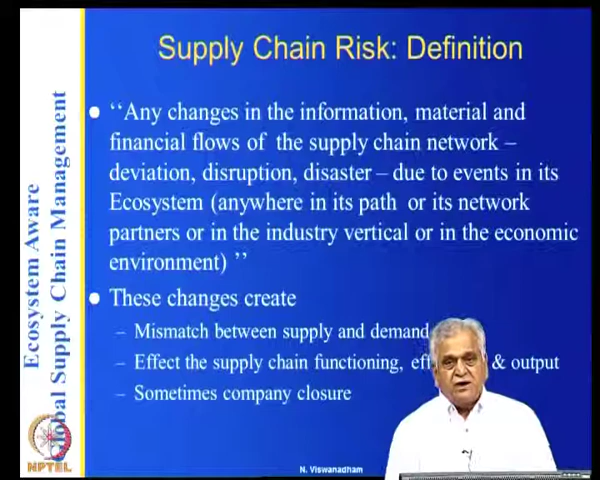 Supply Chain Risk: Definition
‘‘Any changes in the information, material and
financial flows of the supply chain network –
deviation, disruption, disaster – due to events in its
Ecosystem (anywhere in its path or its network
partners or in the industry vertical or in the economic
environment) ’’
These changes create
– Mismatch between supply and demand
– Effect the supply chain functioning, & output
– Sometimes company closure
Ecosystem Aware
Global Supply Chain Management
NPTEL
N. Viswanadham